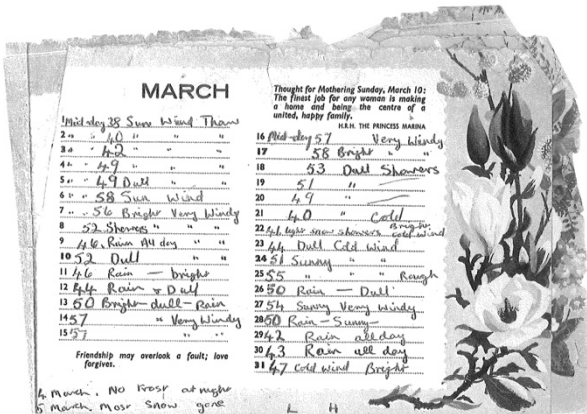 MARCH
1 Mid-day 38 Sun Wind Thaw
2 " " 40 " " "
3 " " 42 " " "
4 " " 49 " " "
5 " " 49 Dull " "
6 " " 58 Sun Wind
7 " " 56 Bright Very Windy
8 52 Showers " "
9 46 Rain All day " "
10 52 Dull " "
11 46 Rain — bright
12 44 Rain & Dull
13 50 Bright-dull-Rain
14 57 " Very Windy
15 57 " "
Friendship may overlook a fault; love
forgives.
4 March. No Frost at night
5 March. Most Snow gone
Thought for Mothering Sunday, March 10:
The finest job for any woman is making
a home and being the centre of a
united, happy family.
H.R.H. THE PRINCESS MARINA
16 Mid-day 57 Very Windy
17 58 Bright " "
18 53 Dull Showers
19 51 "
20 49 "
21 40 " Cold
22 41 light snow showers Bright cold wind
23 44 Dull Cold Wind
24 51 Sunny " "
25 55 " " " Rough
26 50 Rain — Dull
27 54 Sunny Very Windy
28 50 Rain — Sunny —
29 42 Rain all day
30 43 Rain all day
31 47 Cold wind Bright
L H